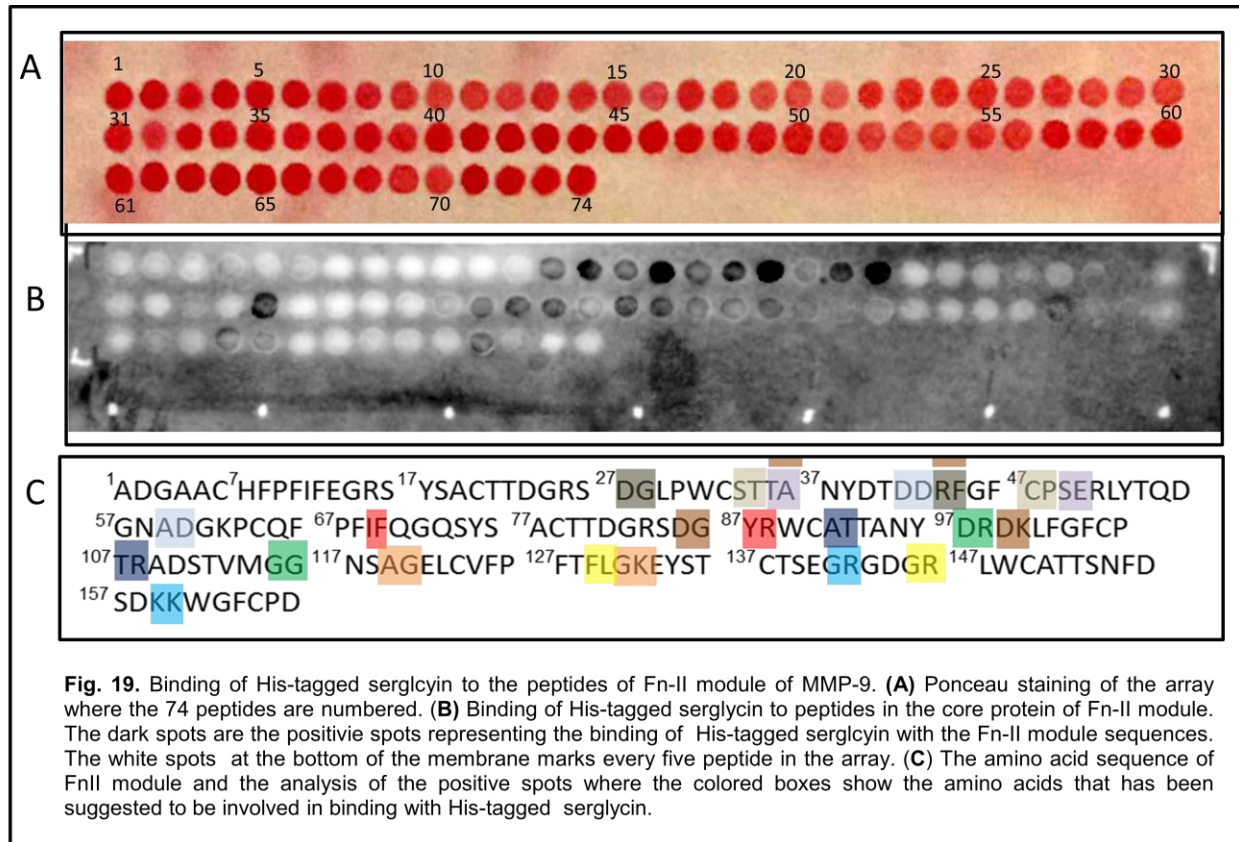 A
1 5 10 15 20 25 30
31 35 40 45 50 55 60
61 65 70 74
B
C
1ADGAAC7HFPFIFEGRS 17YSACTTDGRS 27DGLPWCSTTA 37NYDTDDRFGF 47CPSERLYTQD
57GNADGKPCQF 67PFIFQGQSYS 77ACTTDGRSDG 87YRWCATTANY 97DRDKLFGFCP
107TRADSTVMGG 117NSAGELCVFP 127FTFLGKEYST 137CTSEGRGDGR 147LWCATTSNFD
157SDKKWGFCPD
Fig. 19. Binding of His-tagged serglcyin to the peptides of Fn-II module of MMP-9. (A) Ponceau staining of the array
where the 74 peptides are numbered. (B) Binding of His-tagged serglycin to peptides in the core protein of Fn-II module.
The dark spots are the positivie spots representing the binding of His-tagged serglcyin with the Fn-II module sequences.
The white spots at the bottom of the membrane marks every five peptide in the array. (C) The amino acid sequence of
FnII module and the analysis of the positive spots where the colored boxes show the amino acids that has been
suggested to be involved in binding with His-tagged serglycin.